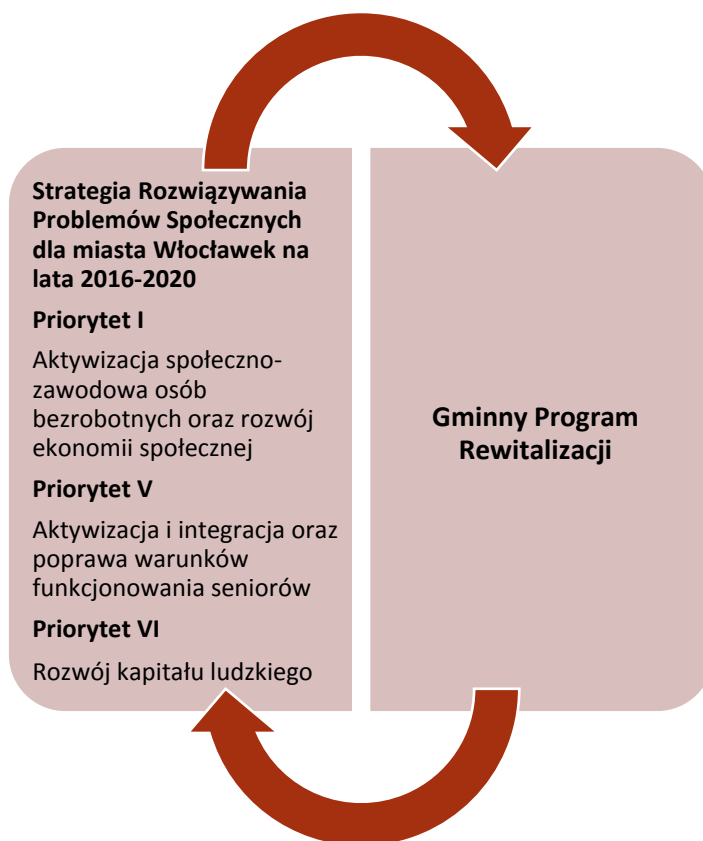 Strategia Rozwiązywania
Problemów Społecznych
dla miasta Włocławek na
lata 2016-2020
Priorytet I
Aktywizacja społeczno-
zawodowa osób
bezrobotnych oraz rozwój
ekonomii społecznej
Priorytet V
Aktywizacja i integracja oraz
poprawa warunków
funkcjonowania seniorów
Priorytet VI
Rozwój kapitału ludzkiego
Gminny Program
Rewitalizacji